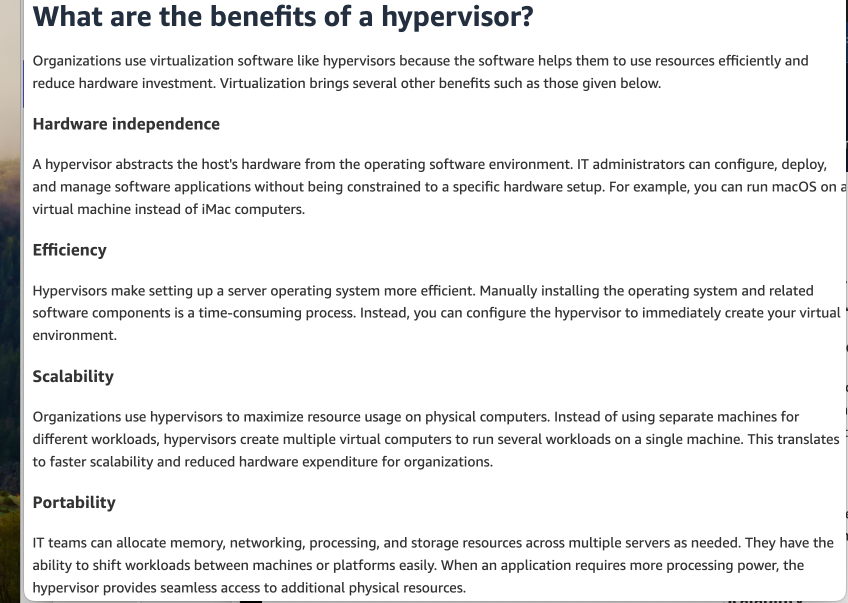 What are the benefits of a hypervisor?
Organizations use virtualization software like hypervisors because the software helps them to use resources efficiently and
reduce hardware investment. Virtualization brings several other benefits such as those given below.
Hardware independence
A hypervisor abstracts the host's hardware from the operating software environment. IT administrators can configure, deploy,
and manage software applications without being constrained to a specific hardware setup. For example, you can run macOS on a
virtual machine instead of iMac computers.
Efficiency
Hypervisors make setting up a server operating system more efficient. Manually installing the operating system and related
software components is a time-consuming process. Instead, you can configure the hypervisor to immediately create your virtual
environment.
Scalability
Organizations use hypervisors to maximize resource usage on physical computers. Instead of using separate machines for
different workloads, hypervisors create multiple virtual computers to run several workloads on a single machine. This translates
to faster scalability and reduced hardware expenditure for organizations.
Portability
IT teams can allocate memory, networking, processing, and storage resources across multiple servers as needed. They have the
ability to shift workloads between machines or platforms easily. When an application requires more processing power, the
hypervisor provides seamless access to additional physical resources.